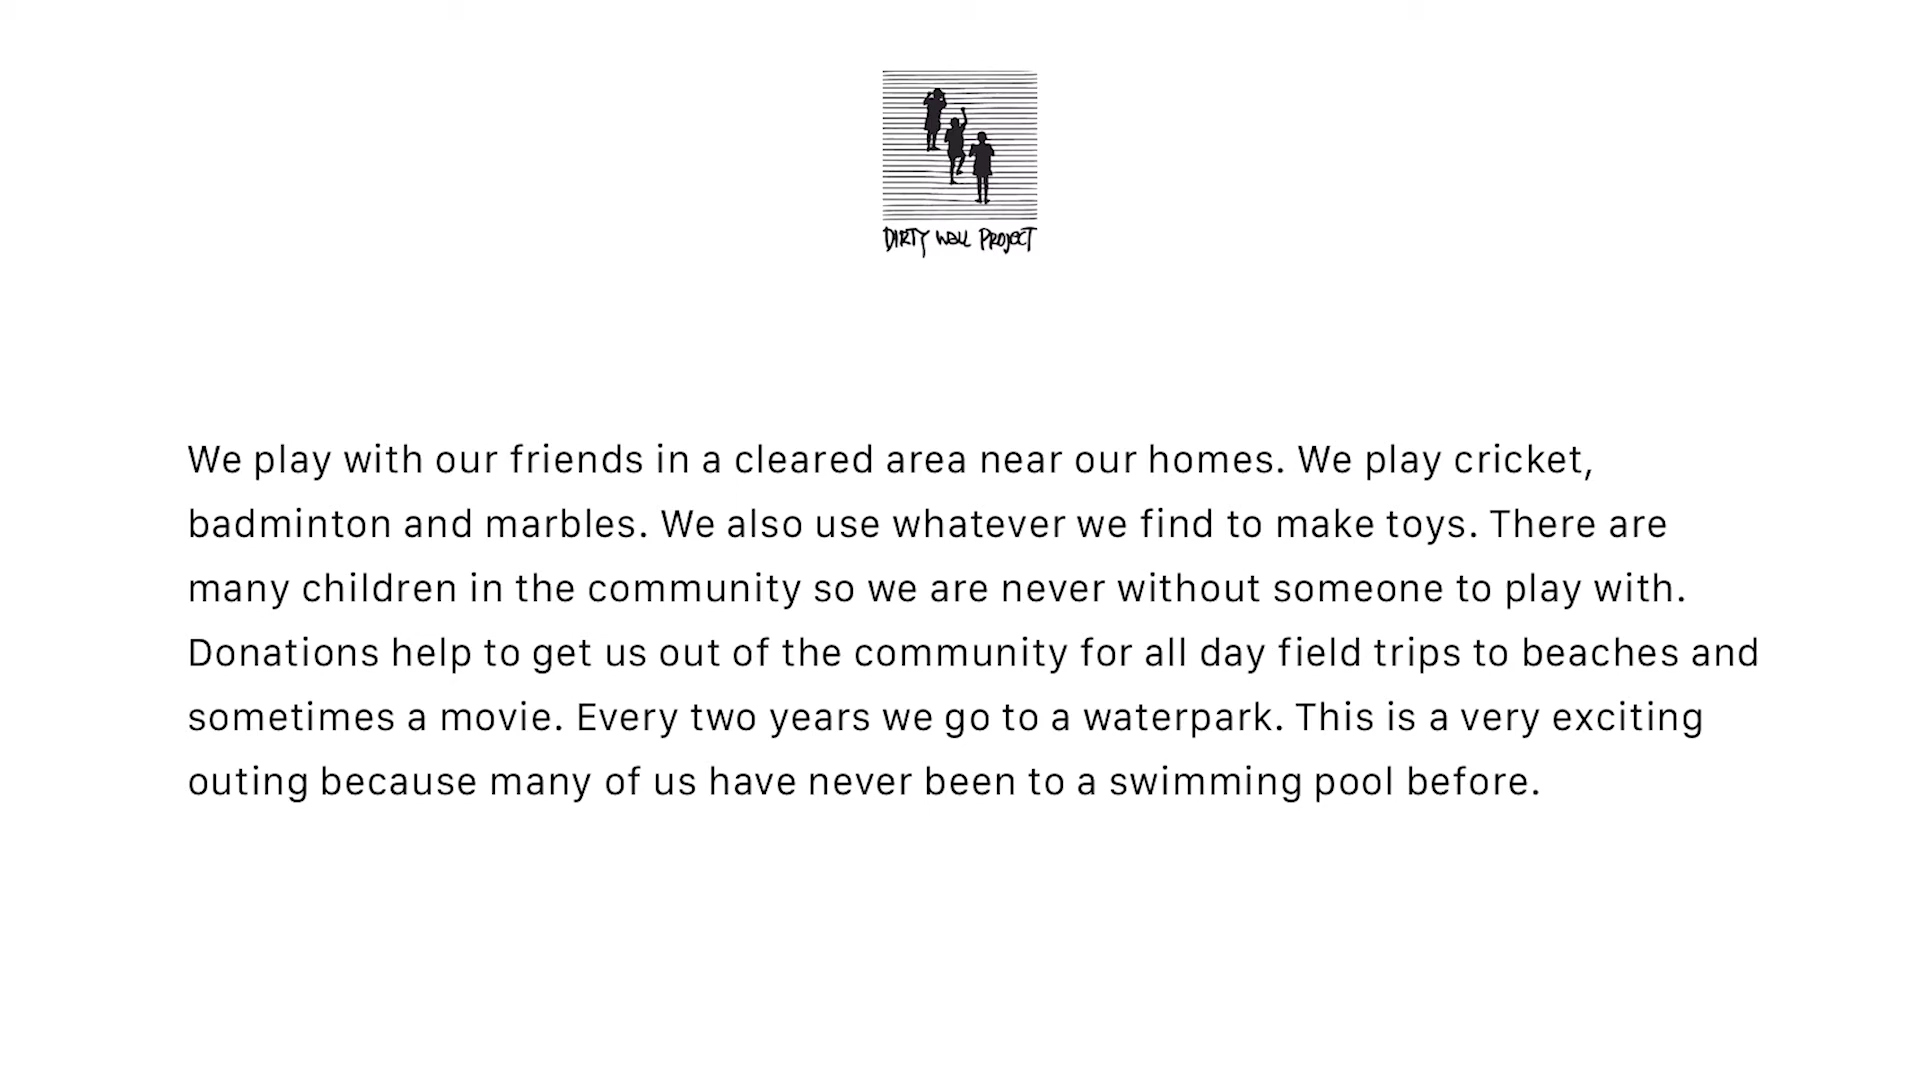 DIRTY WALL PROJECT
We play with our friends in a cleared area near our homes. We play cricket,
badminton and marbles. We also use whatever we find to make toys. There are
many children in the community so we are never without someone to play with.
Donations help to get us out of the community for all day field trips to beaches and
sometimes a movie. Every two years we go to a waterpark. This is a very exciting
outing because many of us have never been to a swimming pool before.